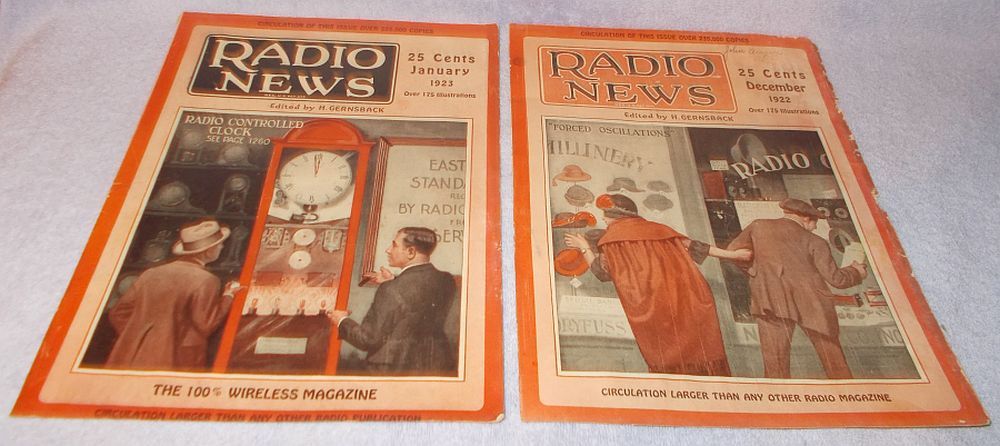 CIRCULATION OF THIS ISSUE OVER 225,000 COPIES
RADIO
NEWS
25 Cents
January
1923
Over 175 Illustrations
Edited by H. GERNSBACK
RADIO CONTROLLED
CLOCK
SEE PAGE 1260
EAST
STANDA
BY RADIO
SERV
THE 100% WIRELESS MAGAZINE
CIRCULATION LARGER THAN ANY OTHER RADIO PUBLICATION
CIRCULATION OF THIS ISSUE OVER 225,000 COPIES
RADIO
NEWS
25 Cents
December
1922
Over 175 Illustrations
Edited by H. GERNSBACK
"FORCED OSCILLATIONS"
MILLINERY
RADIO
DRYFUSS
CIRCULATION LARGER THAN ANY OTHER RADIO MAGAZINE